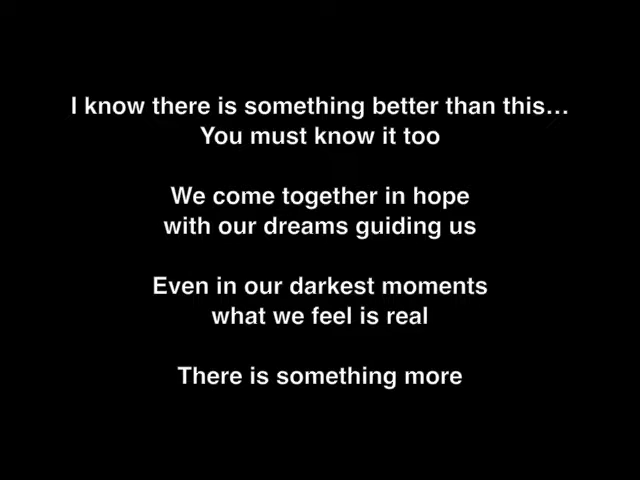 I know there is something better than this...
You must know it too
We come together in hope
with our dreams guiding us
Even in our darkest moments
what we feel is real
There is something more